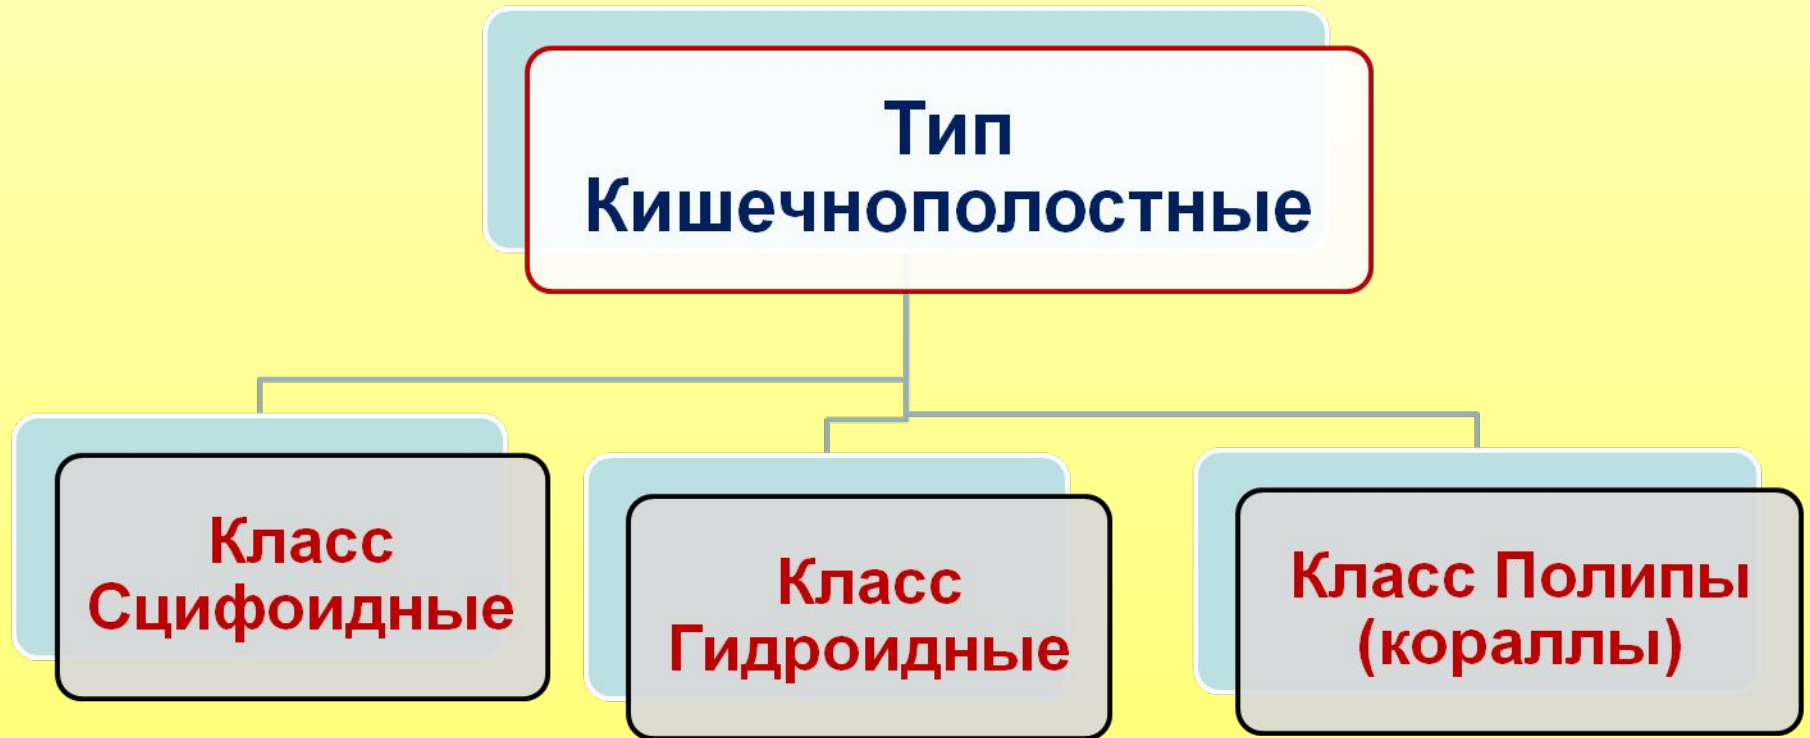 Тип
Кишечнополостные
Класс
Сцифоидные
Класс
Гидроидные
Класс Полипы
(кораллы)